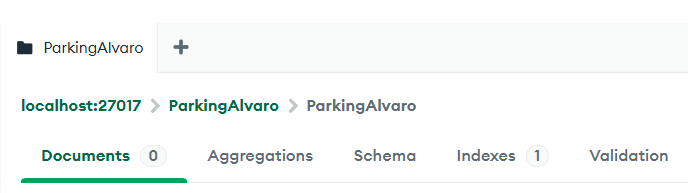 ParkingAlvaro
localhost:27017 > ParkingAlvaro > ParkingAlvaro
Documents 0 Aggregations Schema Indexes 1 Validation